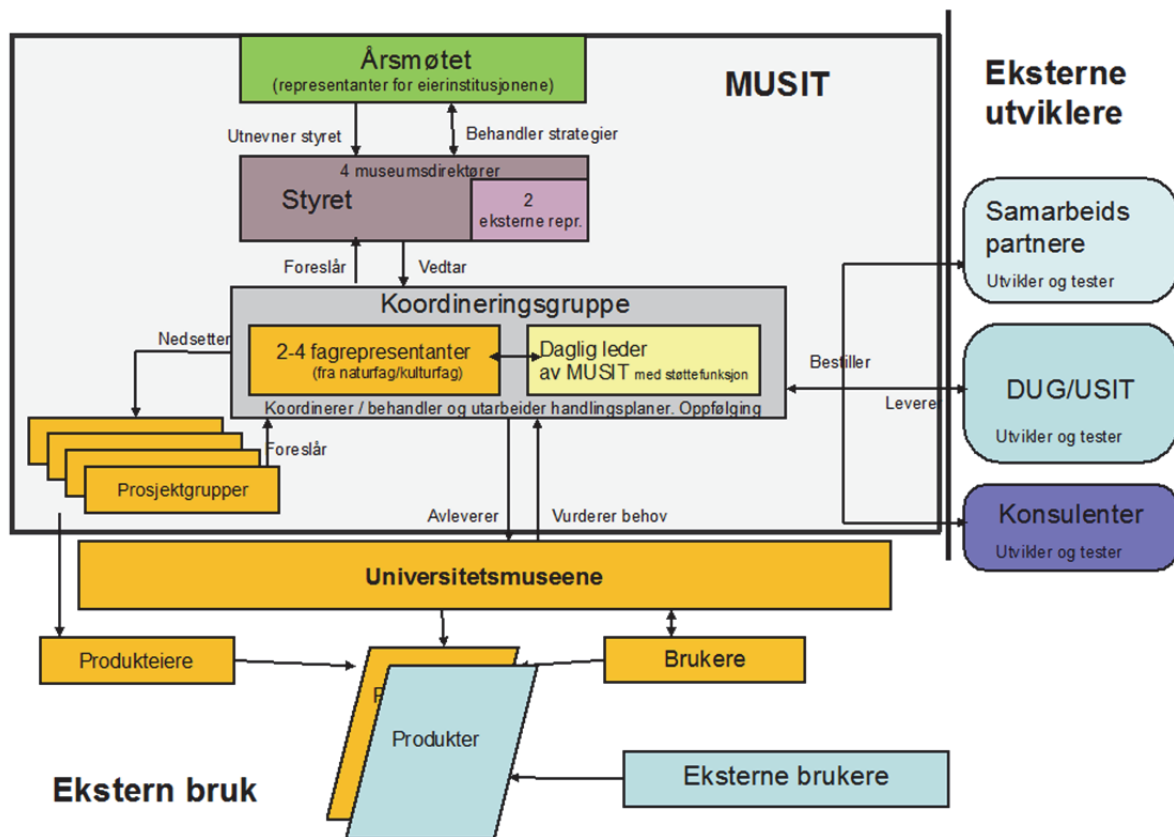 Årsmøtet
(representanter for eierinstitusjonene)
MUSIT
Eksterne
utviklere
Utnevner styret
Behandler strategier
4 museumsdirektører
Styret
2
eksterne repr.
Samarbeids
partnere
Utvikler og tester
Foreslår
Vedtar
Koordineringsgruppe
Nedsetter
2-4 fagrepresentanter
(fra naturfag/kulturfag)
Daglig leder
av MUSIT med støttefunksjon
Koordinerer / behandler og utarbeider handlingsplaner. Oppfølging
Bestiller
Leverer
DUG/USIT
Utvikler og tester
Foreslår
Prosjektgrupper
Avleverer
Vurderer behov
Konsulenter
Utvikler og tester
Universitetsmuseene
Produkteiere
Brukere
Produkter
Eksterne brukere
Ekstern bruk